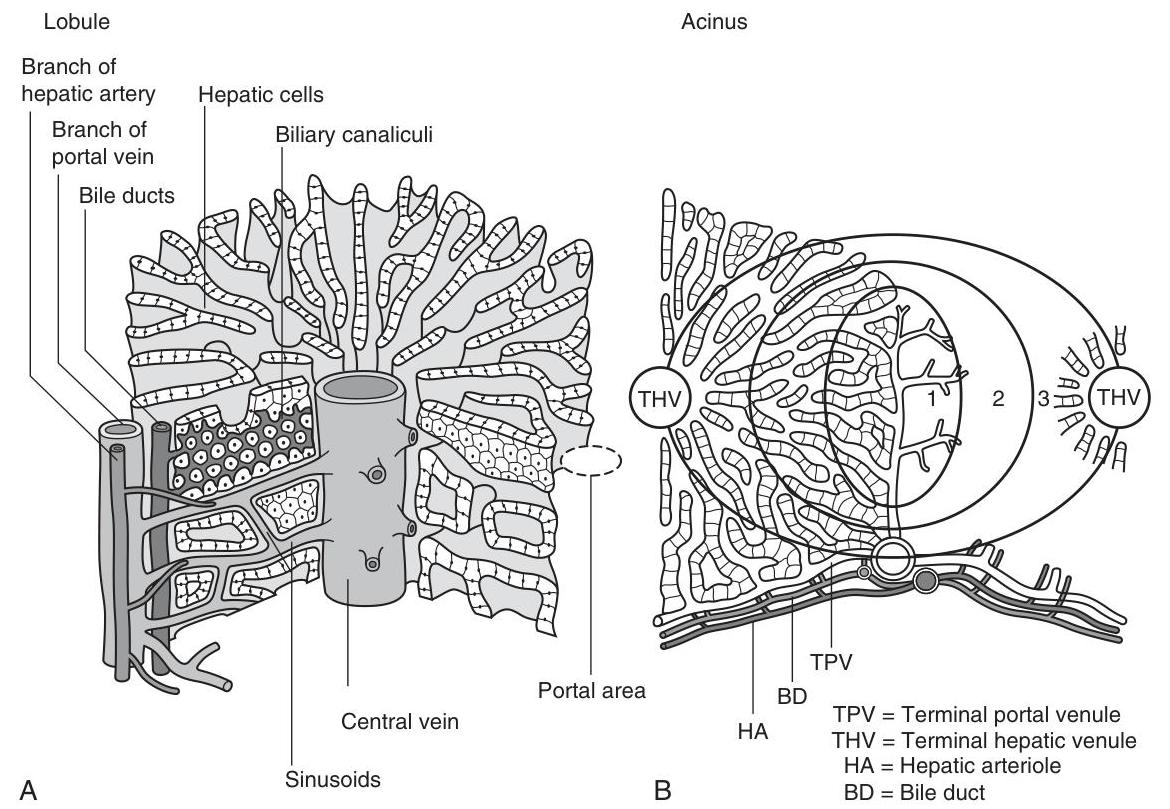 Lobule
Branch of
hepatic artery
Hepatic cells
Branch of
portal vein
Biliary canaliculi
Bile ducts
Portal area
Central vein
Sinusoids
A
Acinus
THV
1
2
3
THV
TPV
BD
HA
TPV = Terminal portal venule
THV = Terminal hepatic venule
HA = Hepatic arteriole
BD = Bile duct
B